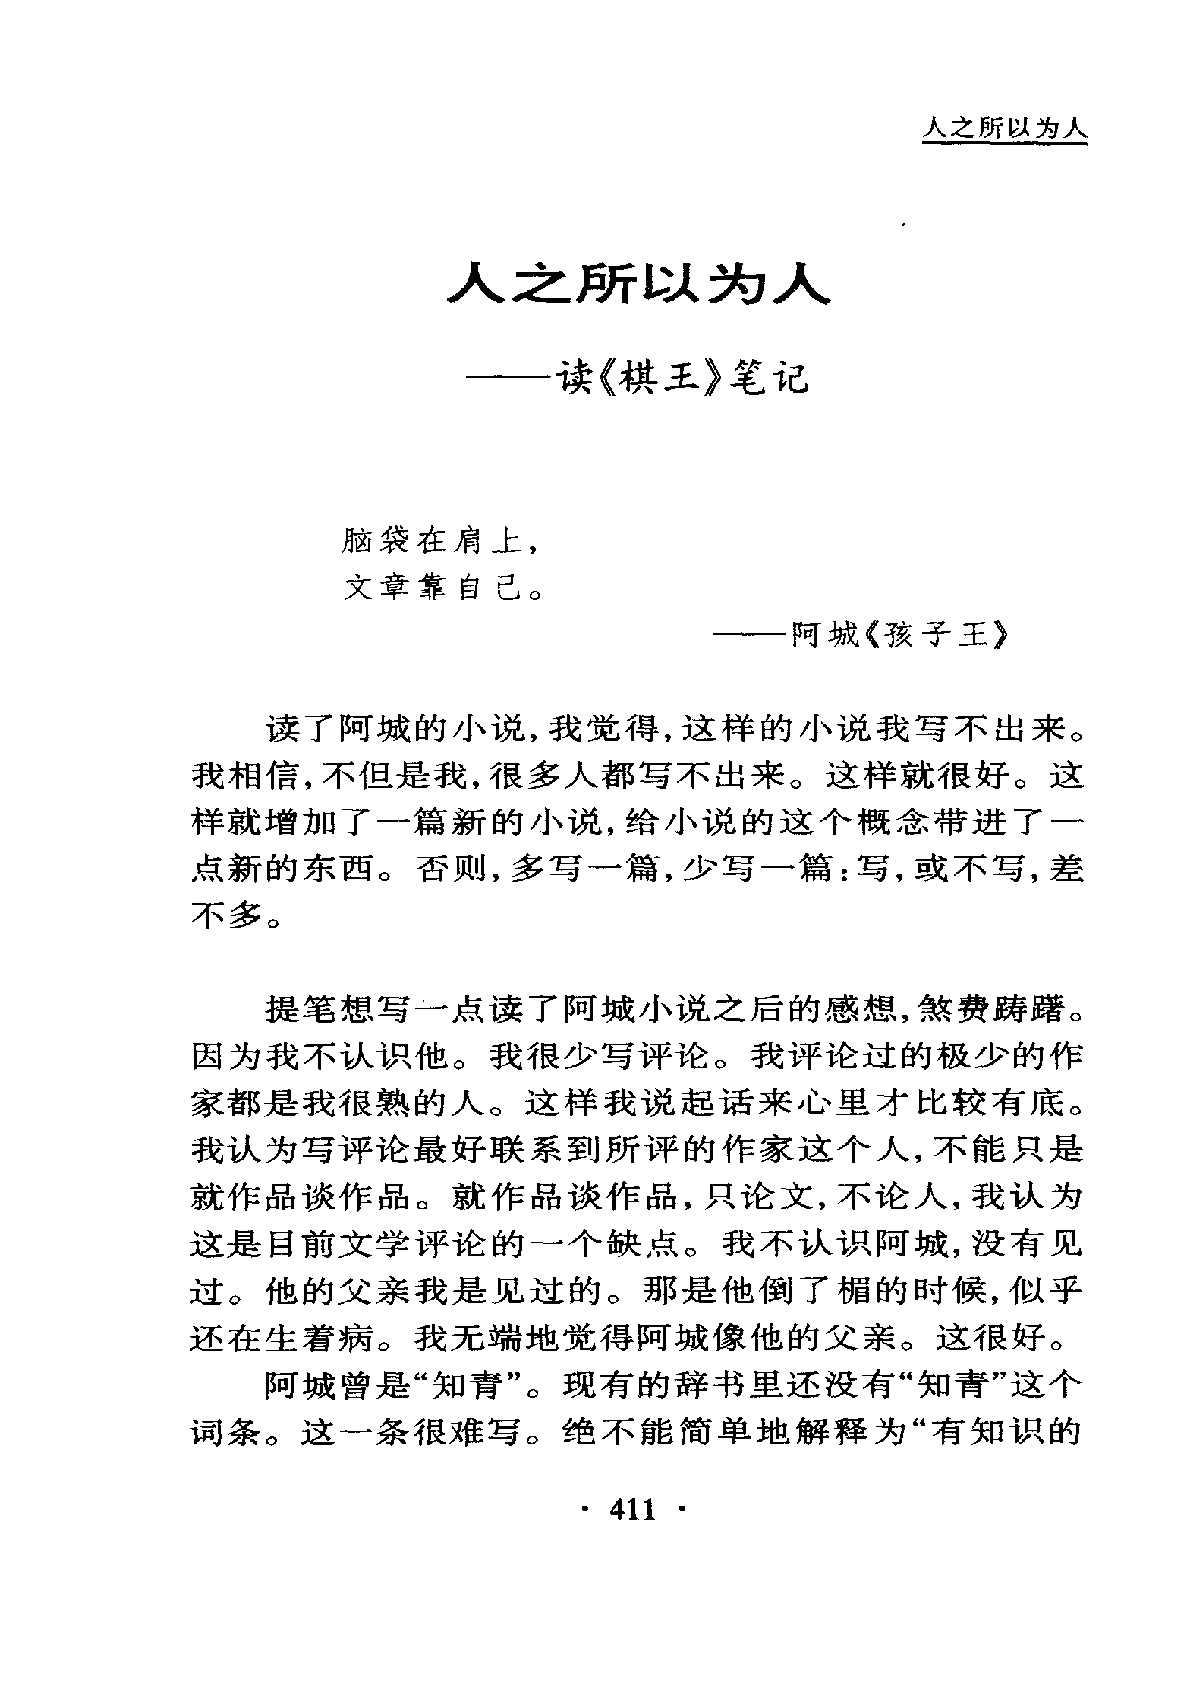 人之所以为人
人之所以为人
——读《棋王》笔记
脑袋在肩上，
文章靠自己。
——阿城《孩子王》
读了阿城的小说，我觉得，这样的小说我写不出来。
我相信，不但是我，很多人都写不出来。这样就很好。这
样就增加了一篇新的小说，给小说的这个概念带进了一
点新的东西。否则，多写一篇，少写一篇：写，或不写，差
不多。
提笔想写一点读了阿城小说之后的感想，煞费踌躇。
因为我不认识他。我很少写评论。我评论过的极少的作
家都是我很熟的人。这样我说起话来心里才比较有底。
我认为写评论最好联系到所评的作家这个人，不能只是
就作品谈作品。就作品谈作品，只论文，不论人，我认为
这是目前文学评论的一个缺点。我不认识阿城，没有见
过。他的父亲我是见过的。那是他倒了楣的时候，似乎
还在生着病。我无端地觉得阿城像他的父亲。这很好。
阿城曾是“知青”。现有的辞书里还没有“知青”这个
词条。这一条很难写。绝不能简单地解释为“有知识的
· 411 ·